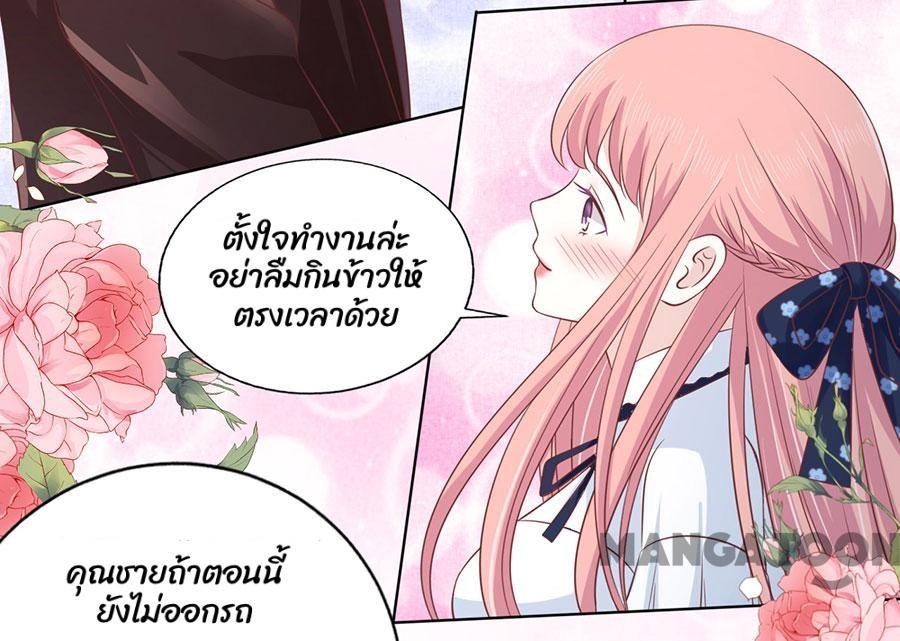 ตั้งใจทำงานล่ะ
อย่าลืมกินข้าวให้
ตรงเวลาด้วย
คุณชายถ้าตอนนี้
ยังไม่ออกรถ
MANGATOON